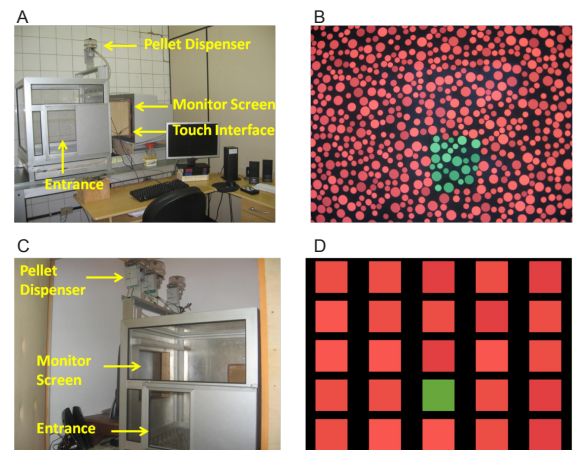 A
Pellet Dispenser
Monitor Screen
Touch Interface
Entrance
B
C
Pellet
Dispenser
Monitor
Screen
Entrance
D